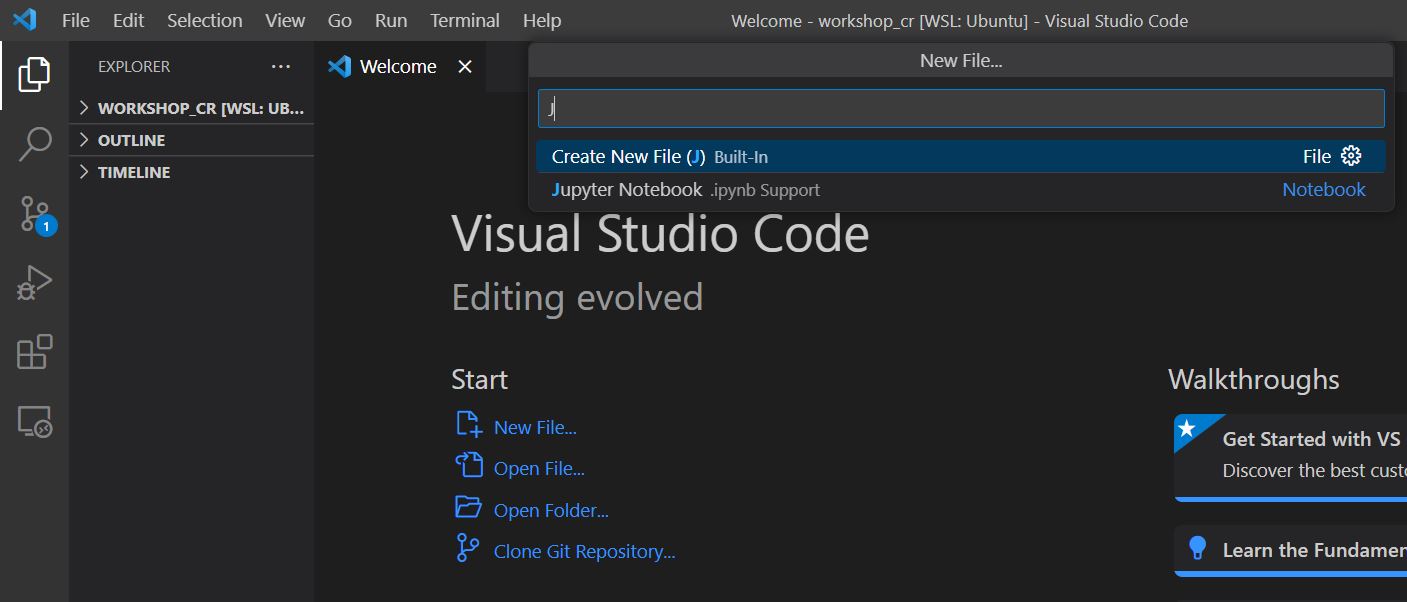 File Edit Selection View Go Run Terminal Help
Welcome - workshop_cr [WSL: Ubuntu] - Visual Studio Code
EXPLORER
Welcome
New File...
J
WORKSHOP_CR [WSL: UB...
OUTLINE
TIMELINE
Create New File (J) Built-In File
Jupyter Notebook .ipynb Support Notebook
1
Visual Studio Code
Editing evolved
Start
New File...
Open File...
Open Folder...
Clone Git Repository...
Walkthroughs
Get Started with VS
Discover the best custo
Learn the Fundamen